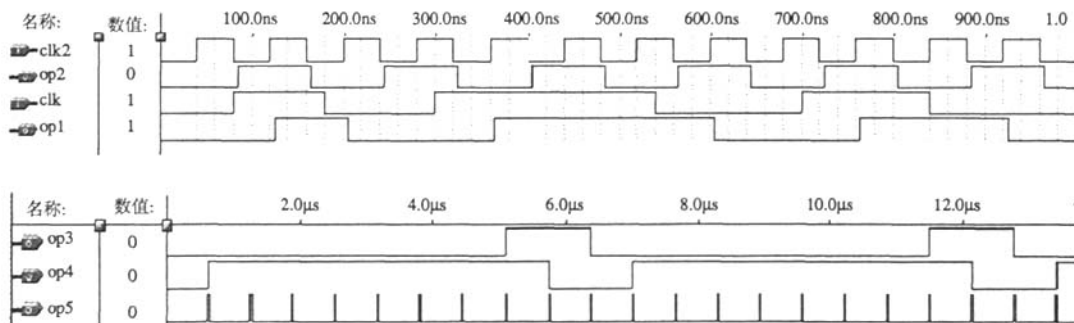 名称: 数值: 100.0ns 200.0ns 300.0ns 400.0ns 500.0ns 600.0ns 700.0ns 800.0ns 900.0ns 1.0
clk2 1
op2 0
clk 1
op1 1
名称: 数值: 2.0μs 4.0μs 6.0μs 8.0μs 10.0μs 12.0μs
op3 0
op4 0
op5 0